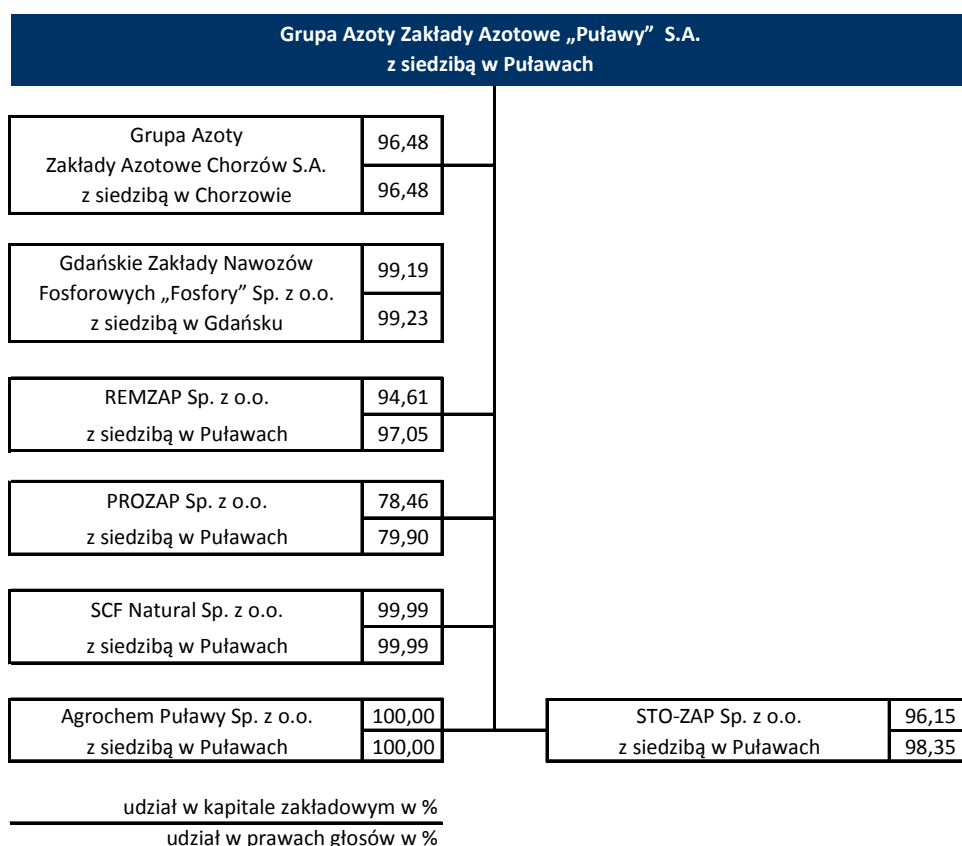 Grupa Azoty Zakłady Azotowe „Puławy” S.A.
z siedzibą w Puławach
Grupa Azoty
Zakłady Azotowe Chorzów S.A.
z siedzibą w Chorzowie
96,48
96,48
Gdańskie Zakłady Nawozów
Fosforowych „Fosfory” Sp. z o.o.
z siedzibą w Gdańsku
99,19
99,23
REMZAP Sp. z o.o.
z siedzibą w Puławach
94,61
97,05
PROZAP Sp. z o.o.
z siedzibą w Puławach
78,46
79,90
SCF Natural Sp. z o.o.
z siedzibą w Puławach
99,99
99,99
Agrochem Puławy Sp. z o.o.
z siedzibą w Puławach
100,00
100,00
STO-ZAP Sp. z o.o.
z siedzibą w Puławach
96,15
98,35
udział w kapitale zakładowym w %
udział w prawach głosów w %